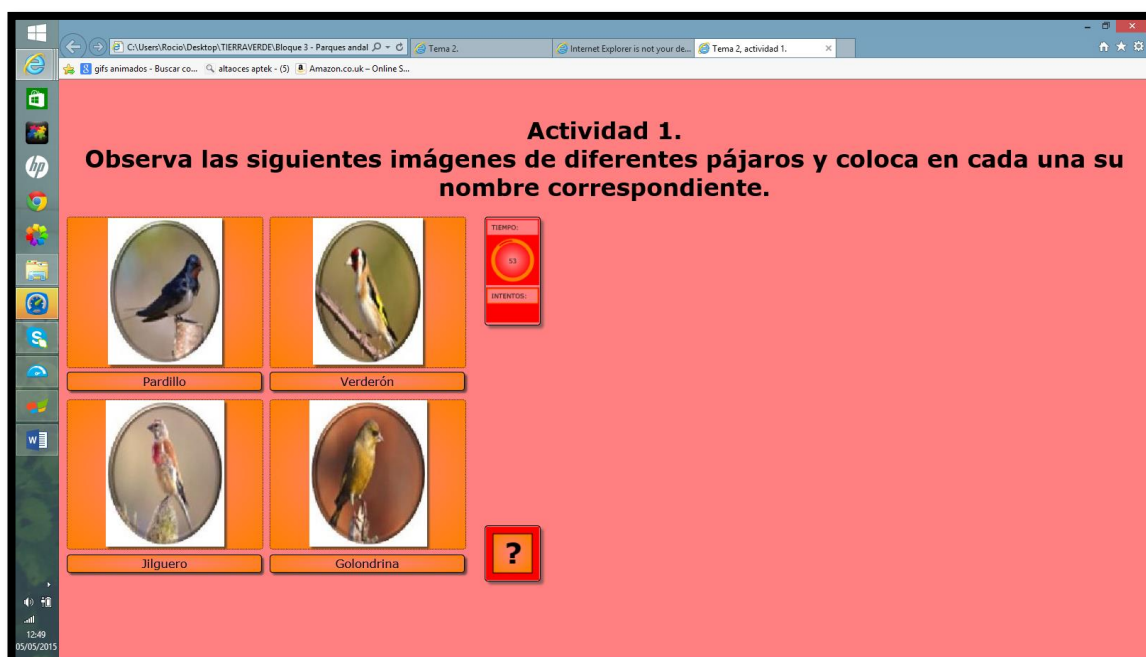 C:\Users\Rocio\Desktop\TIERRAVERDE\Bloque 3 - Parques andal
Tema 2.
Internet Explorer is not your de...
Tema 2, actividad 1.
gifs animados - Buscar co...
altaoces aptek - (5)
Amazon.co.uk – Online S...
Actividad 1.
Observa las siguientes imágenes de diferentes pájaros y coloca en cada una su
nombre correspondiente.
TIEMPO:
53
INTENTOS:
Pardillo
Verderón
Jilguero
Golondrina
?
hp
12:49
05/05/2015